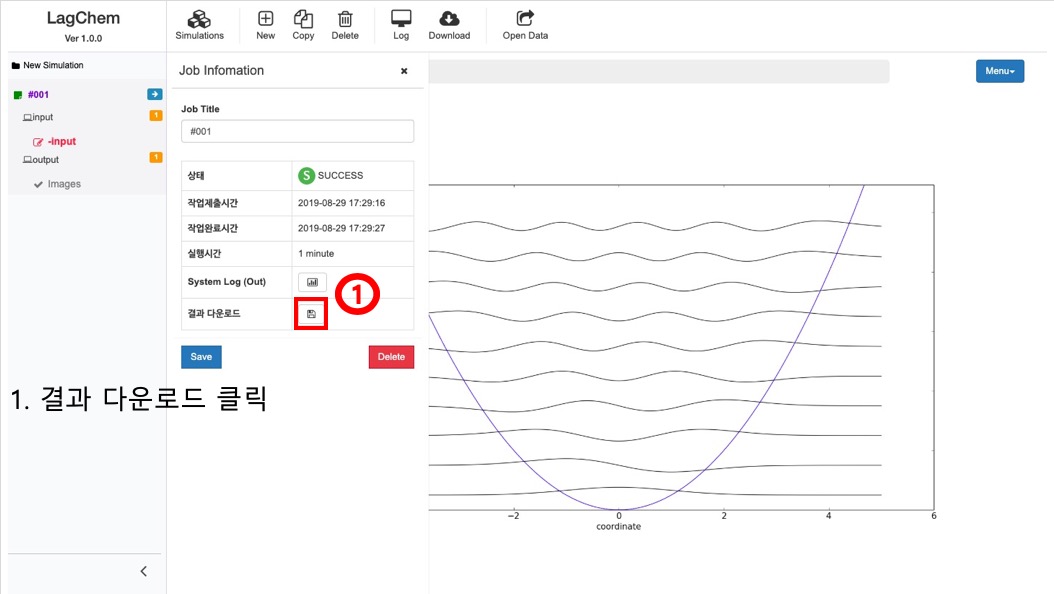 LagChem
Ver 1.0.0
Simulations
New
Copy
Delete
Log
Download
Open Data
New Simulation
#001
input
1
-input
output
1
Images
Job Infomation
×
Menu
Job Title
#001
상태
S SUCCESS
작업제출시간
2019-08-29 17:29:16
작업완료시간
2019-08-29 17:29:27
실행시간
1 minute
System Log (Out)
1
결과 다운로드
Save
Delete
1. 결과 다운로드 클릭
−2
0
2
4
6
coordinate